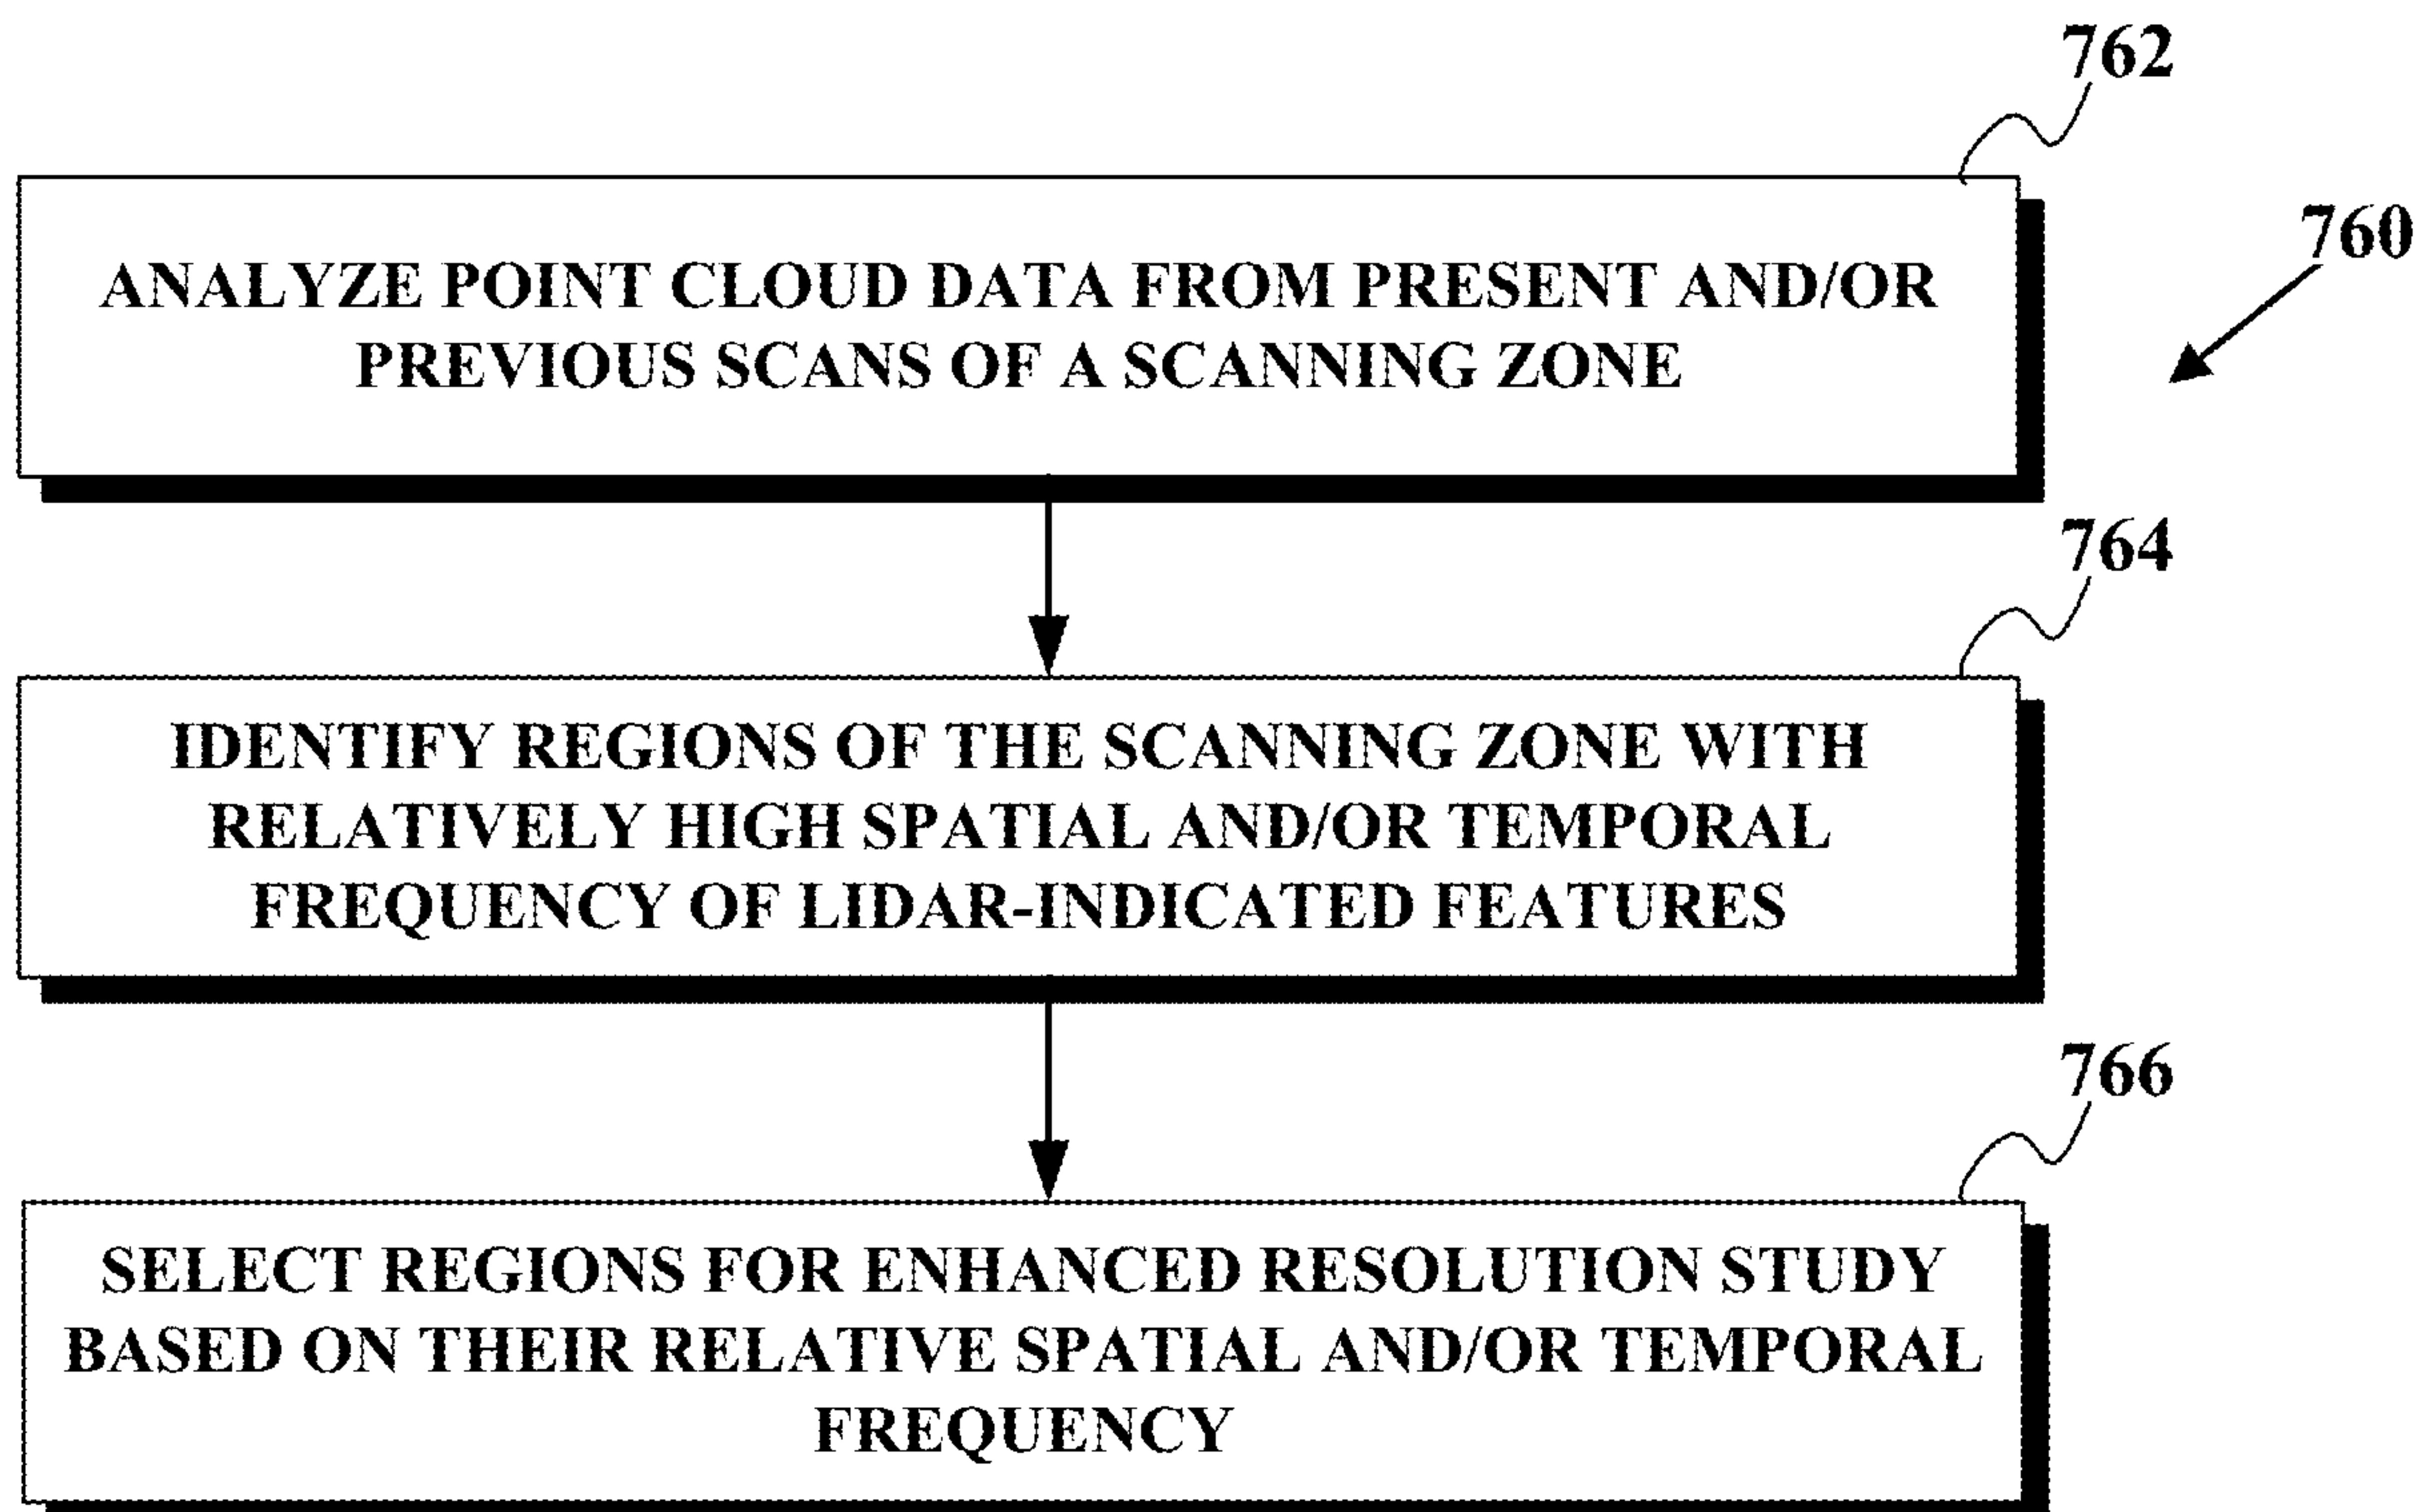 762
760
ANALYZE POINT CLOUD DATA FROM PRESENT AND/OR
PREVIOUS SCANS OF A SCANNING ZONE
764
IDENTIFY REGIONS OF THE SCANNING ZONE WITH
RELATIVELY HIGH SPATIAL AND/OR TEMPORAL
FREQUENCY OF LIDAR-INDICATED FEATURES
766
SELECT REGIONS FOR ENHANCED RESOLUTION STUDY
BASED ON THEIR RELATIVE SPATIAL AND/OR TEMPORAL
FREQUENCY